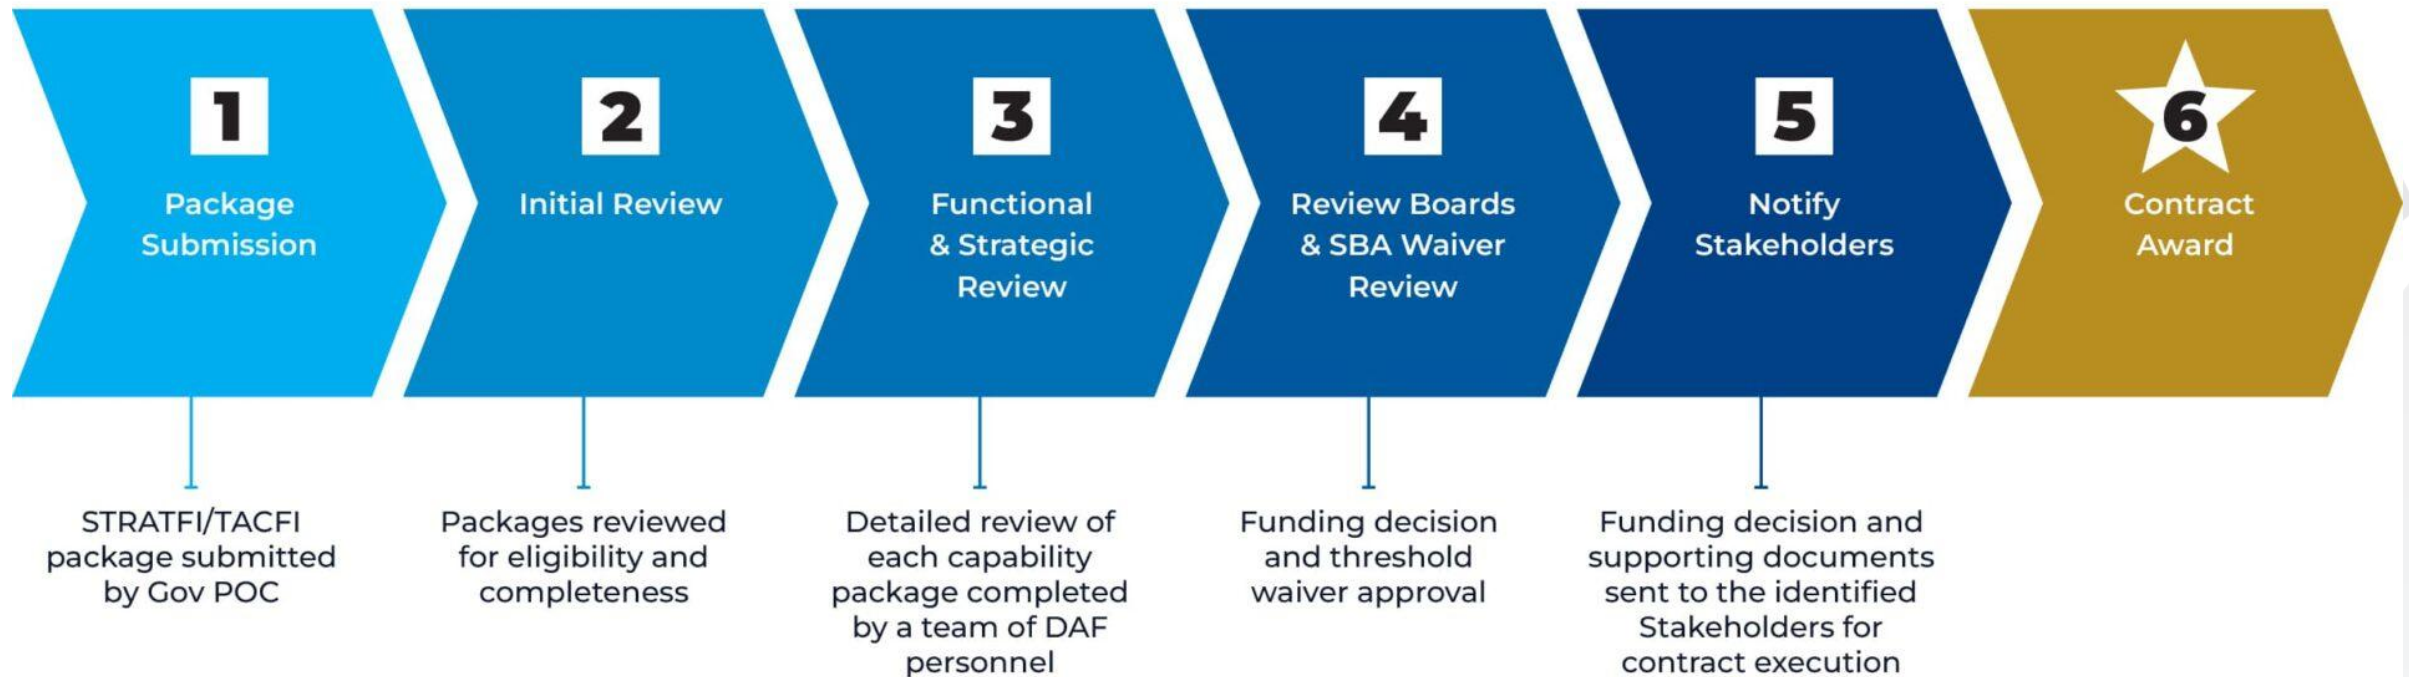 1
Package
Submission
2
Initial Review
3
Functional
& Strategic
Review
4
Review Boards
& SBA Waiver
Review
5
Notify
Stakeholders
6
Contract
Award
STRATFI/TACFI
package submitted
by Gov POC
Packages reviewed
for eligibility and
completeness
Detailed review of
each capability
package completed
by a team of DAF
personnel
Funding decision
and threshold
waiver approval
Funding decision and
supporting documents
sent to the identified
Stakeholders for
contract execution